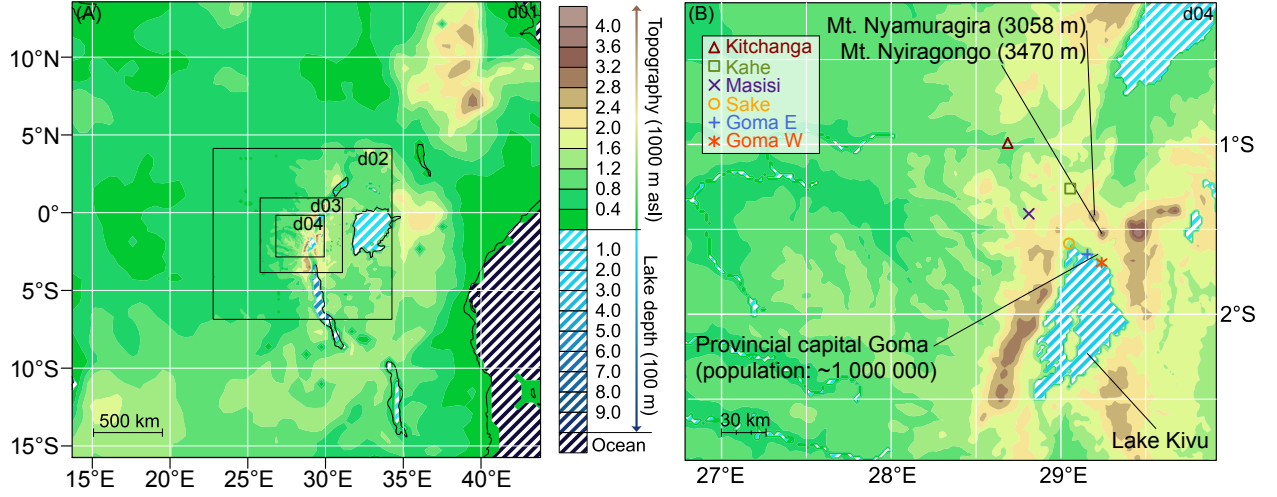 (A)
d01
d02
d03
d04
10°N
5°N
0°
5°S
10°S
15°S
500 km
15°E
20°E
25°E
30°E
35°E
40°E
4.0
3.6
3.2
2.8
2.4
2.0
1.6
1.2
0.8
0.4
1.0
2.0
3.0
4.0
5.0
6.0
7.0
8.0
9.0
Ocean
Topography (1000 m asl)
Lake depth (100 m)
(B)
d04
Mt. Nyamuragira (3058 m)
Mt. Nyiragongo (3470 m)
Kitchanga
Kahe
Masisi
Sake
Goma E
Goma W
1°S
2°S
Provincial capital Goma
(population: ~1 000 000)
30 km
Lake Kivu
27°E
28°E
29°E